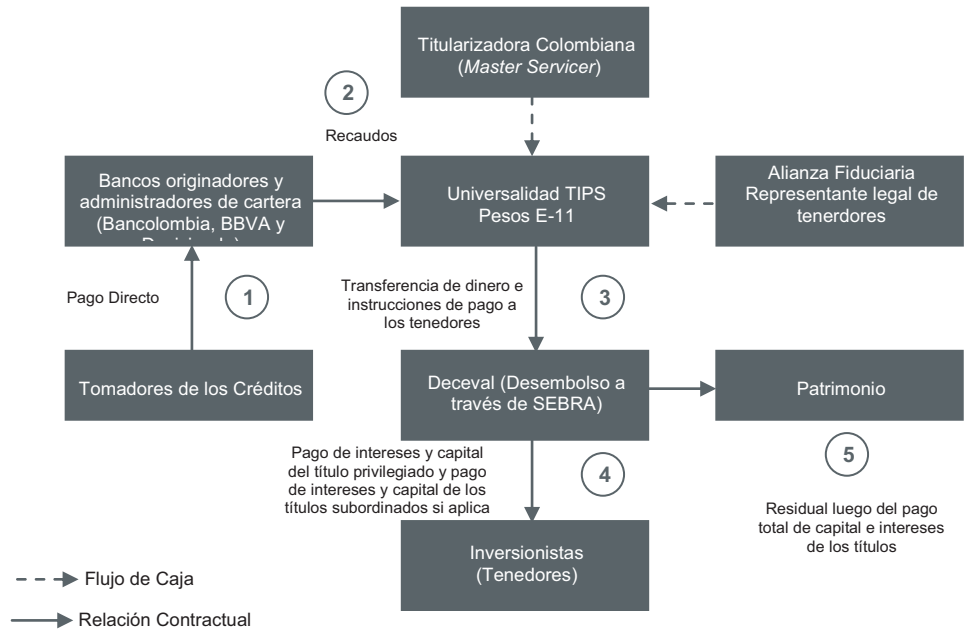 Titularizadora Colombiana
(Master Servicer)
2
Recaudos
Bancos originadores y
administradores de cartera
(Bancolombia, BBVA y
Universalidad TIPS
Pesos E-11
Alianza Fiduciaria
Representante legal de
tenerdores
Pago Directo
1
Transferencia de dinero e
instrucciones de pago a
los tenedores
3
Tomadores de los Créditos
Deceval (Desembolso a
través de SEBRA)
Patrimonio
Pago de intereses y capital
del título privilegiado y pago
de intereses y capital de los
títulos subordinados si aplica
4
5
Residual luego del pago
total de capital e intereses
de los títulos
Inversionistas
(Tenedores)
Flujo de Caja
Relación Contractual